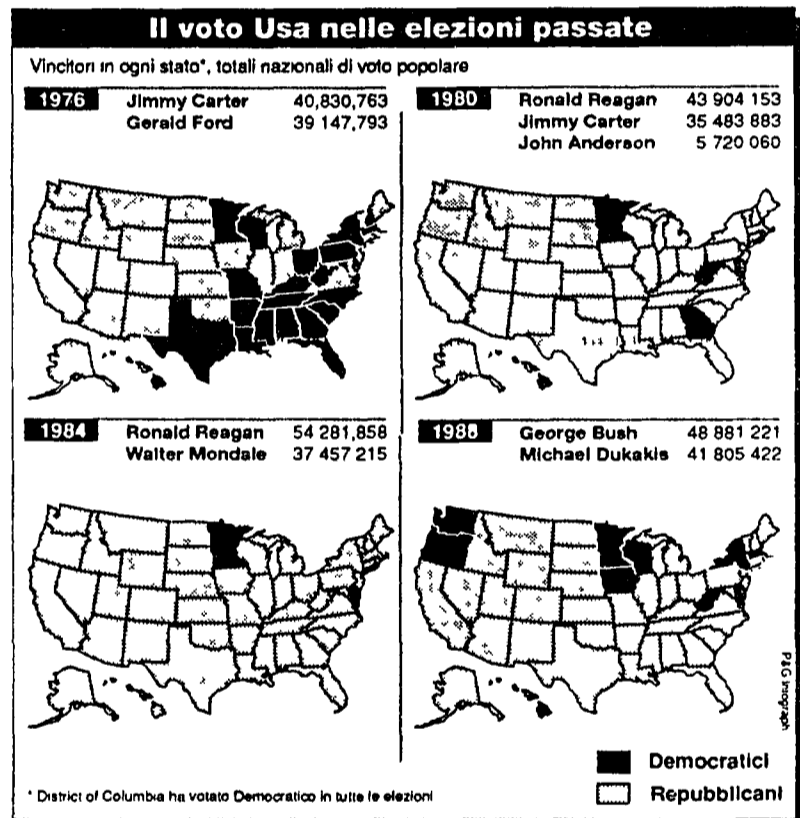 Il voto Usa nelle elezioni passate
Vincitori in ogni stato*, totali nazionali di voto popolare
1976 Jimmy Carter 40,830,763
Gerald Ford 39 147,793
1980 Ronald Reagan 43 904 153
Jimmy Carter 35 483 883
John Anderson 5 720 060
1984 Ronald Reagan 54 281,858
Walter Mondale 37 457 215
1988 George Bush 48 881 221
Michael Dukakis 41 805 422
P&G Infograph
Democratici
Repubblicani
* District of Columbia ha votato Democratico in tutte le elezioni